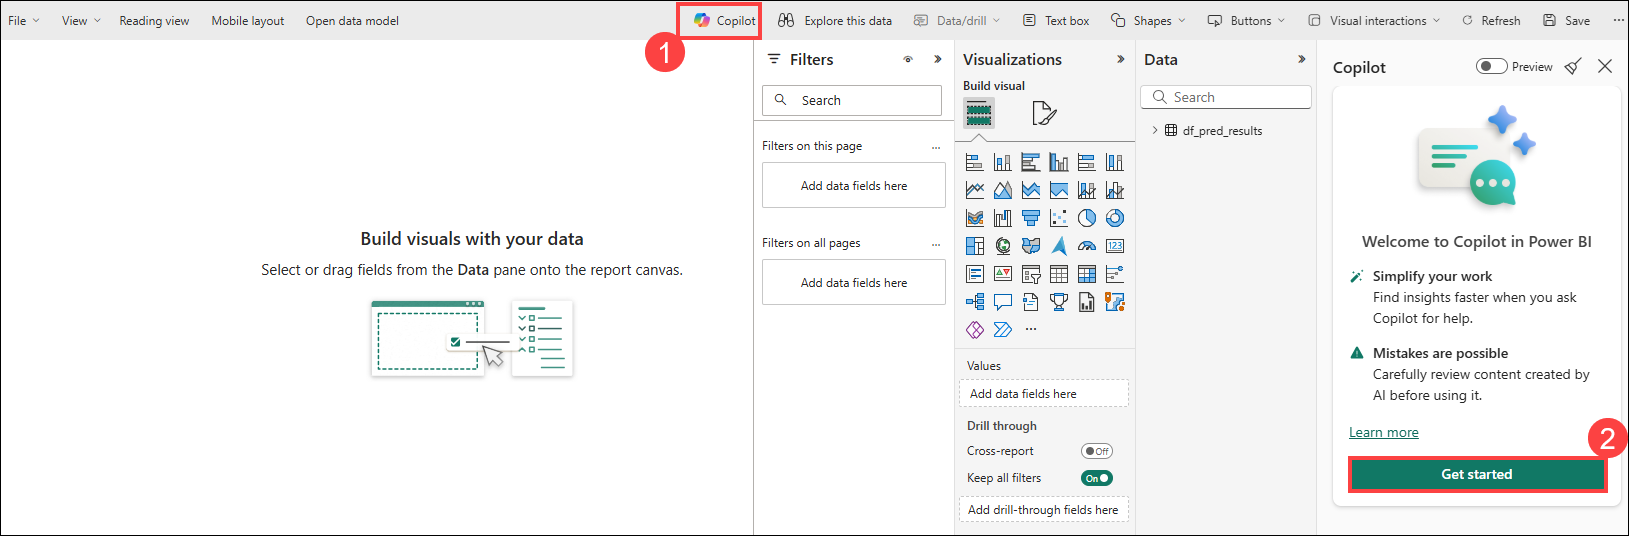 File View Reading view Mobile layout Open data model Copilot Explore this data Data/drill Text box Shapes Buttons Visual interactions Refresh Save ...
1
Build visuals with your data
Select or drag fields from the Data pane onto the report canvas.
Filters
Search
Filters on this page ...
Add data fields here
Filters on all pages ...
Add data fields here
Visualizations
Build visual
123
...
Values
Add data fields here
Drill through
Cross-report Off
Keep all filters On
Add drill-through fields here
Data
Search
df_pred_results
Copilot Preview
Welcome to Copilot in Power BI
Simplify your work
Find insights faster when you ask
Copilot for help.
Mistakes are possible
Carefully review content created by
AI before using it.
Learn more
2
Get started